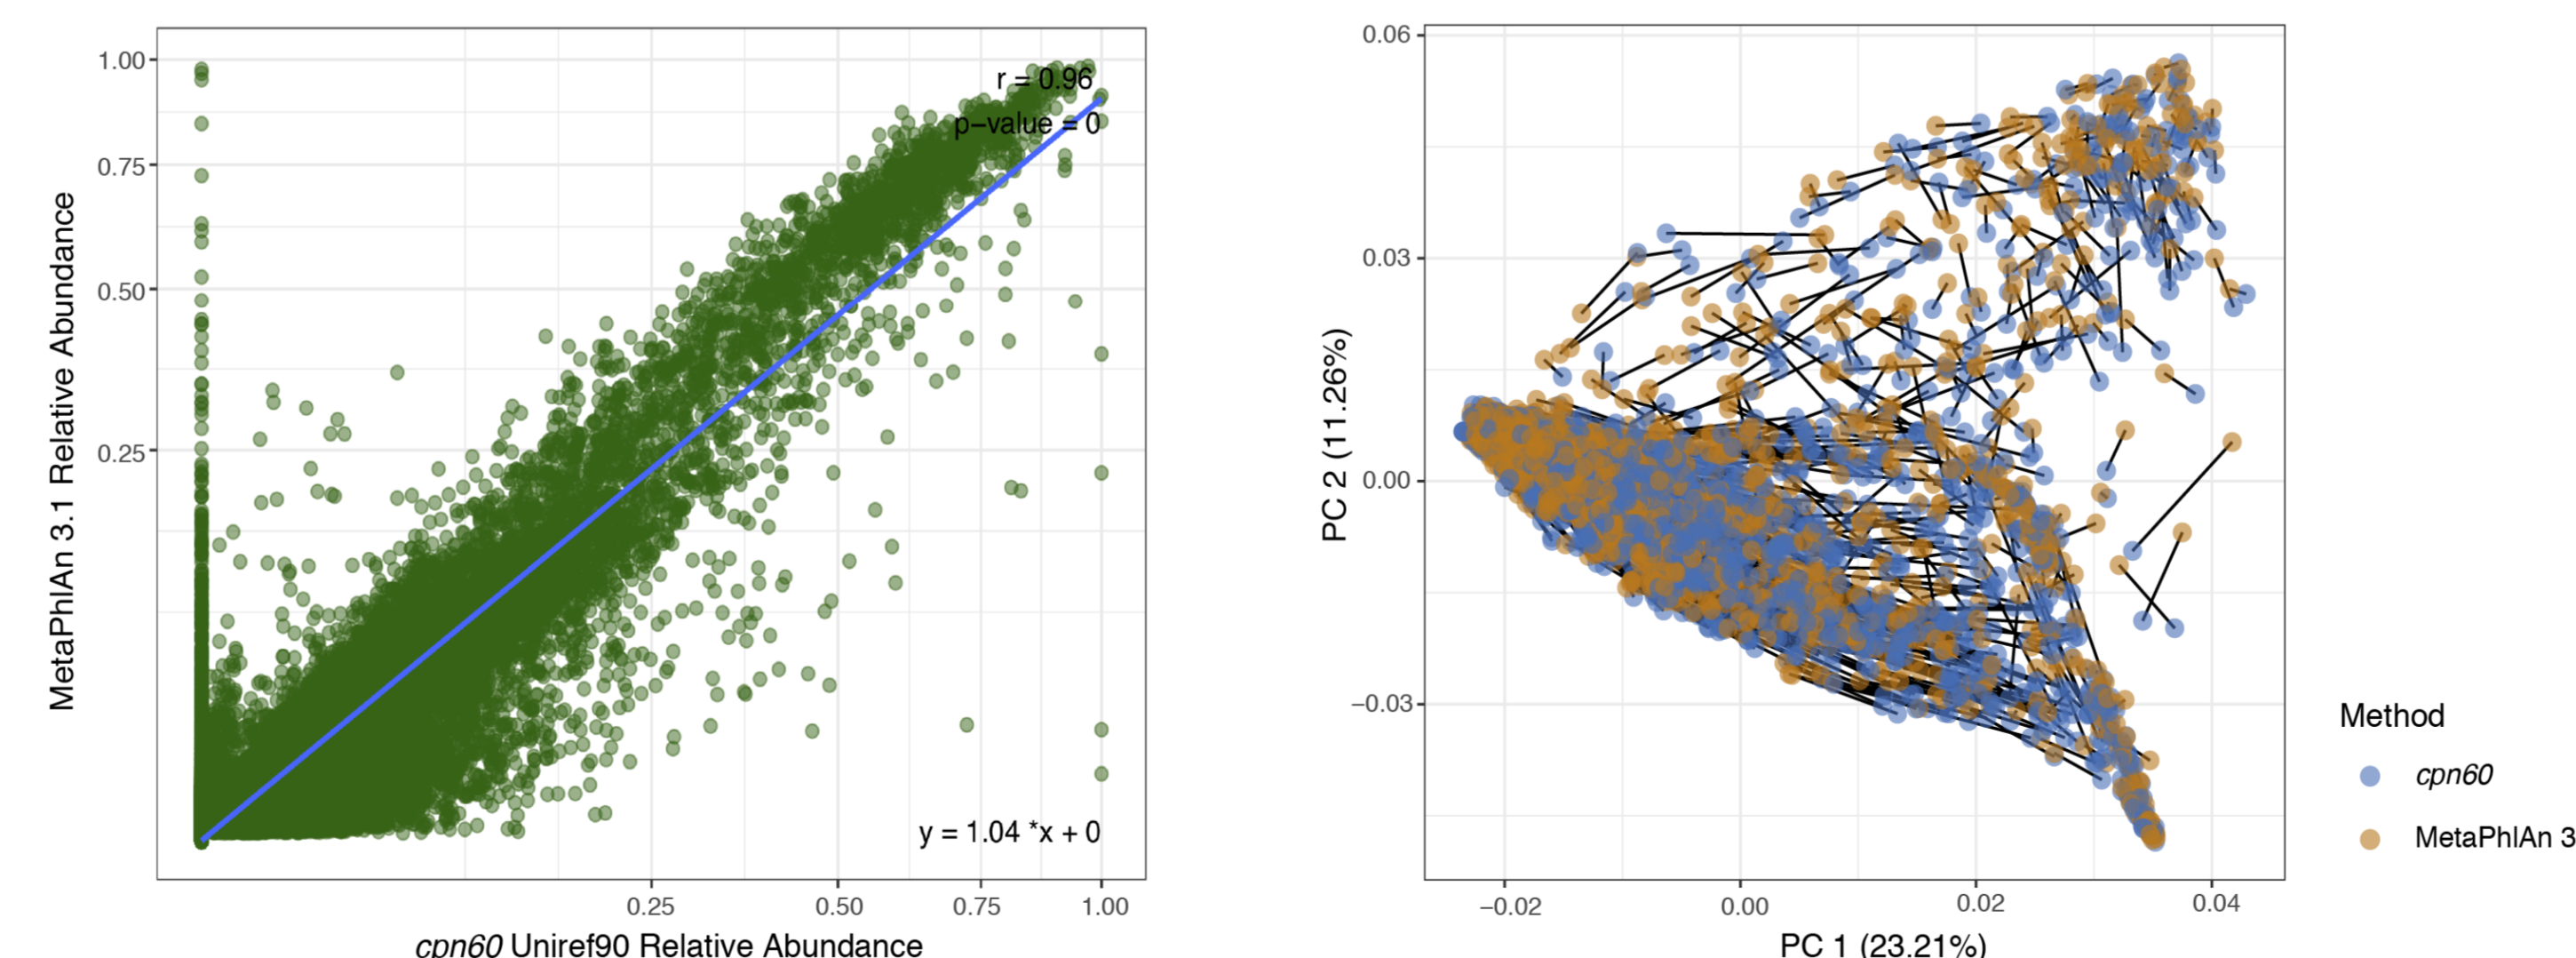 MetaPhlAn 3.1 Relative Abundance
1.00
0.75
0.50
0.25
r = 0.96
p−value = 0
y = 1.04 *x + 0
0.25 0.50 0.75 1.00
cpn60 Uniref90 Relative Abundance
PC 2 (11.26%)
0.06
0.03
0.00
−0.03
−0.02 0.00 0.02 0.04
PC 1 (23.21%)
Method
cpn60
MetaPhlAn 3